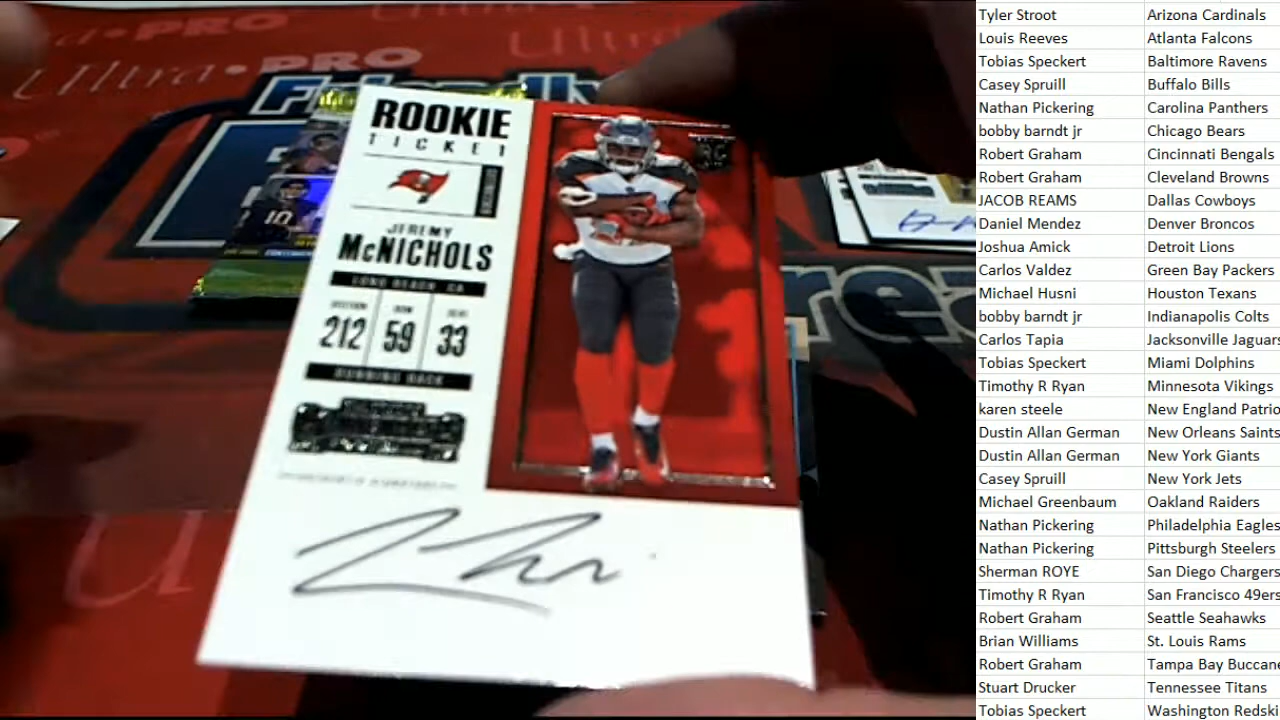 Ultra•PRO
ROOKIE
TICKET
JEREMY
McNICHOLS
LONG BEACH CA
SECTION ROW SEAT
212 59 33
RUNNING BACK
RC
10
Tyler Stroot Arizona Cardinals
Louis Reeves Atlanta Falcons
Tobias Speckert Baltimore Ravens
Casey Spruill Buffalo Bills
Nathan Pickering Carolina Panthers
bobby barndt jr Chicago Bears
Robert Graham Cincinnati Bengals
Robert Graham Cleveland Browns
JACOB REAMS Dallas Cowboys
Daniel Mendez Denver Broncos
Joshua Amick Detroit Lions
Carlos Valdez Green Bay Packers
Michael Husni Houston Texans
bobby barndt jr Indianapolis Colts
Carlos Tapia Jacksonville Jaguars
Tobias Speckert Miami Dolphins
Timothy R Ryan Minnesota Vikings
karen steele New England Patrio
Dustin Allan German New Orleans Saints
Dustin Allan German New York Giants
Casey Spruill New York Jets
Michael Greenbaum Oakland Raiders
Nathan Pickering Philadelphia Eagles
Nathan Pickering Pittsburgh Steelers
Sherman ROYE San Diego Chargers
Timothy R Ryan San Francisco 49ers
Robert Graham Seattle Seahawks
Brian Williams St. Louis Rams
Robert Graham Tampa Bay Buccane
Stuart Drucker Tennessee Titans
Tobias Speckert Washington Redski